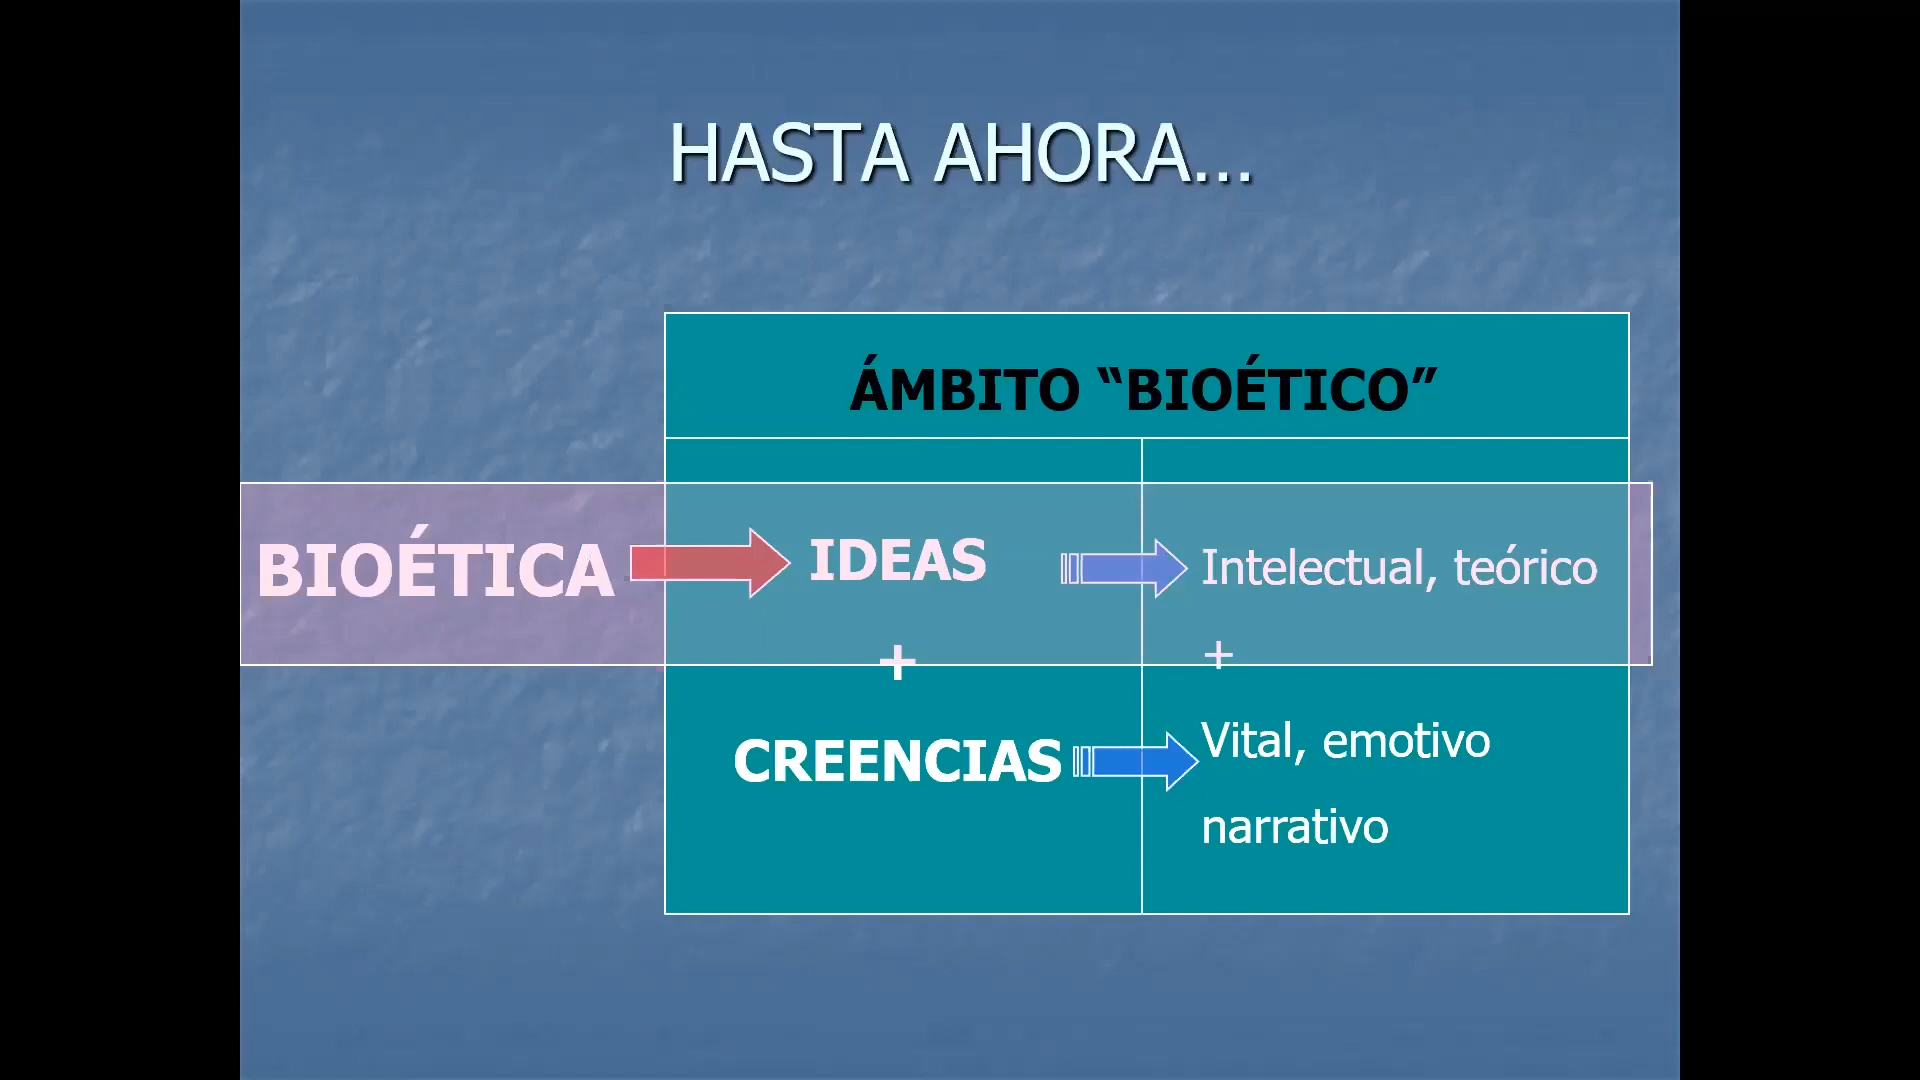 HASTA AHORA...
ÁMBITO “BIOÉTICO”
BIOÉTICA
IDEAS
Intelectual, teórico
+
+
CREENCIAS
Vital, emotivo
narrativo